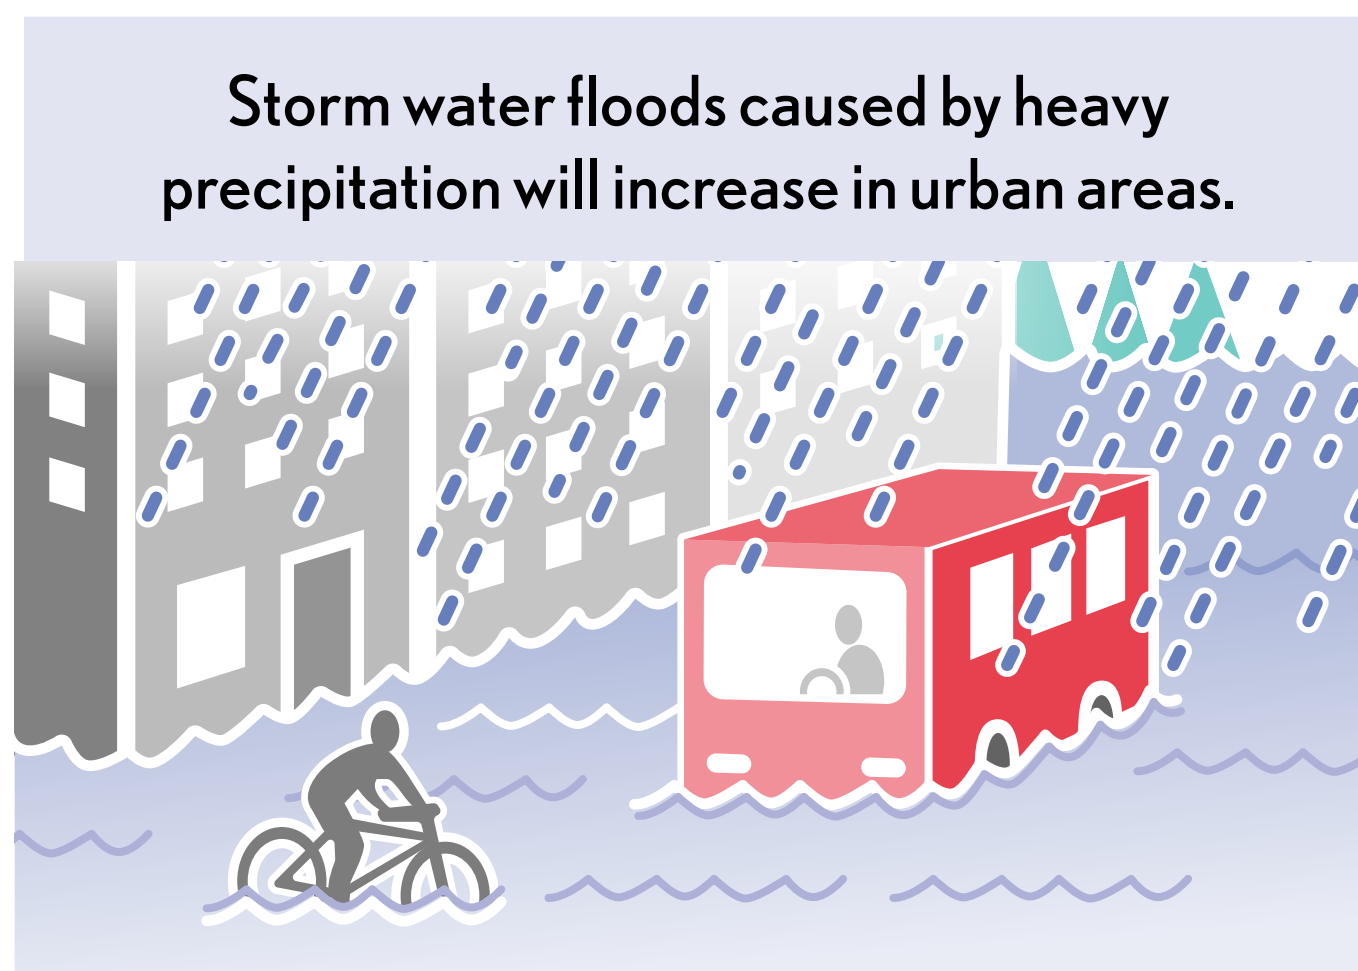 Storm water floods caused by heavy
precipitation will increase in urban areas.